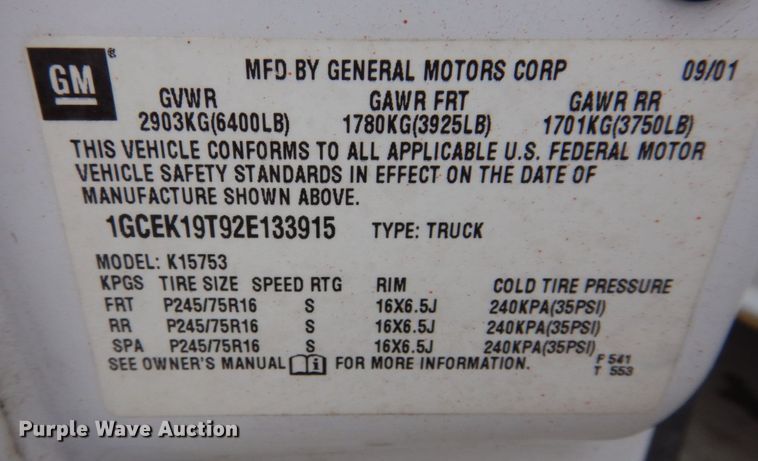 GM ®
MFD BY GENERAL MOTORS CORP 09/01
GVWR GAWR FRT GAWR RR
2903KG(6400LB) 1780KG(3925LB) 1701KG(3750LB)
THIS VEHICLE CONFORMS TO ALL APPLICABLE U.S. FEDERAL MOTOR
VEHICLE SAFETY STANDARDS IN EFFECT ON THE DATE OF
MANUFACTURE SHOWN ABOVE.
1GCEK19T92E133915 TYPE: TRUCK
MODEL: K15753
KPGS TIRE SIZE SPEED RTG RIM COLD TIRE PRESSURE
FRT P245/75R16 S 16X6.5J 240KPA(35PSI)
RR P245/75R16 S 16X6.5J 240KPA(35PSI)
SPA P245/75R16 S 16X6.5J 240KPA(35PSI)
SEE OWNER'S MANUAL i FOR MORE INFORMATION.
F 541
T 553
Purple Wave Auction